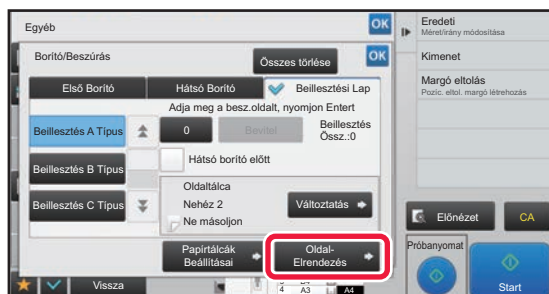 Egyéb
OK
Borító/Beszúrás
Összes törlése
OK
Első Borító
Hátsó Borító
Beillesztési Lap
Adja meg a besz.oldalt, nyomjon Entert
Beillesztés A Típus
0
Bevitel
Beillesztés
Össz.:0
Beillesztés B Típus
Hátsó borító előtt
Beillesztés C Típus
Oldaltálca
Nehéz 2
Ne másoljon
Változtatás
Papírtálcák
Beállításai
Oldal-
Elrendezés
Vissza
4
A3
A4
Eredeti
Méret/irány módosítása
Kimenet
Margó eltolás
Pozíc. eltol. margó létrehozás
Előnézet
CA
Próbanyomat
Start